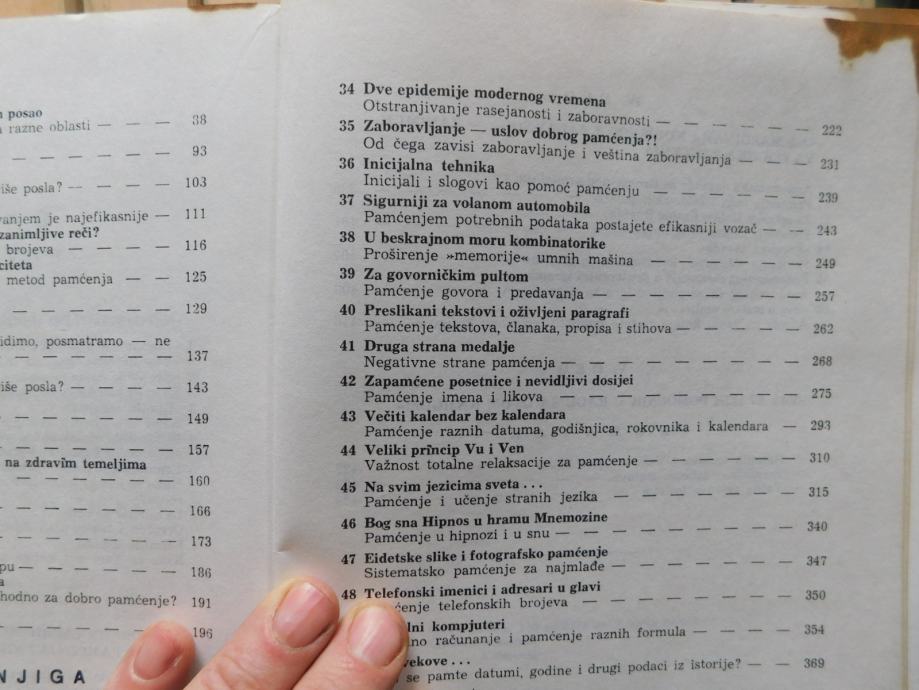 posao
razne oblasti — — — 38
— — — — — 93
iše posla? — — — — 103
vanjem je najefikasnije — 111
zanimljive reči?
brojeva — — — — 116
citeta
metod pamćenja — — 125
— — — — — 129
idimo, posmatramo — ne
— — — — — 137
iše posla? — — — — 143
— — — — — 149
— — — — — 157
na zdravim temeljima
— — — — — 160
— — — — — 166
— — — — — 173
pu — — — — 186
a
hodno za dobro pamćenje? 191
— — 196
NJIGA
34 Dve epidemije modernog vremena
Otstranjivanje rasejanosti i zaboravnosti — — — — — 222
35 Zaboravljanje — uslov dobrog pamćenja?!
Od čega zavisi zaboravljanje i veština zaboravljanja — — — 231
36 Inicijalna tehnika
Inicijali i slogovi kao pomoć pamćenju — — — — — — 239
37 Sigurniji za volanom automobila
Pamćenjem potrebnih podataka postajete efikasniji vozač — — 243
38 U beskrajnom moru kombinatorike
Proširenje »memorije« umnih mašina — — — — — 249
39 Za govorničkim pultom
Pamćenje govora i predavanja — — — — — — — 257
40 Preslikani tekstovi i oživljeni paragrafi
Pamćenje tekstova, članaka, propisa i stihova — — — — — 262
41 Druga strana medalje
Negativne strane pamćenja — — — — — — — — 268
42 Zapamćene posetnice i nevidljivi dosijei
Pamćenje imena i likova — — — — — — — — 275
43 Večiti kalendar bez kalendara
Pamćenje raznih datuma, godišnjica, rokovnika i kalendara — 293
44 Veliki princip Vu i Ven
Važnost totalne relaksacije za pamćenje — — — — — — 310
45 Na svim jezicima sveta . . .
Pamćenje i učenje stranih jezika — — — — — — 315
46 Bog sna Hipnos u hramu Mnemozine
Pamćenje u hipnozi i u snu — — — — — — — — 340
47 Eidetske slike i fotografsko pamćenje
Sistematsko pamćenje za najmlađe — — — — — — 347
48 Telefonski imenici i adresari u glavi
ćenje telefonskih brojeva — — — — — — — 350
lni kompjuteri
no računanje i pamćenje raznih formula — — — — 354
vekove . . .
se pamte datumi, godine i drugi podaci iz istorije? — — 369